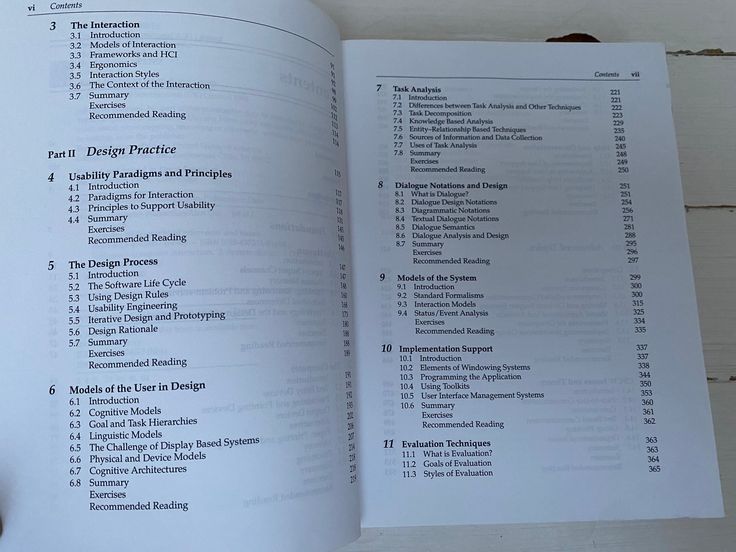 vi Contents
3 The Interaction
3.1 Introduction
3.2 Models of Interaction
3.3 Frameworks and HCI
3.4 Ergonomics
3.5 Interaction Styles
3.6 The Context of the Interaction
3.7 Summary
Exercises
Recommended Reading
Part II Design Practice
4 Usability Paradigms and Principles
4.1 Introduction
4.2 Paradigms for Interaction
4.3 Principles to Support Usability
4.4 Summary
Exercises
Recommended Reading
5 The Design Process 147
5.1 Introduction 147
5.2 The Software Life Cycle 148
5.3 Using Design Rules
5.4 Usability Engineering
5.5 Iterative Design and Prototyping 173
5.6 Design Rationale 180
5.7 Summary 188
Exercises 188
Recommended Reading 189
6 Models of the User in Design 191
6.1 Introduction 191
6.2 Cognitive Models
6.3 Goal and Task Hierarchies
6.4 Linguistic Models
6.5 The Challenge of Display Based Systems
6.6 Physical and Device Models
6.7 Cognitive Architectures
6.8 Summary
Exercises
Recommended Reading
Contents vii
7 Task Analysis 221
7.1 Introduction 221
7.2 Differences between Task Analysis and Other Techniques 222
7.3 Task Decomposition 223
7.4 Knowledge Based Analysis 229
7.5 Entity–Relationship Based Techniques 235
7.6 Sources of Information and Data Collection 240
7.7 Uses of Task Analysis 245
7.8 Summary 248
Exercises 249
Recommended Reading 250
8 Dialogue Notations and Design 251
8.1 What is Dialogue? 251
8.2 Dialogue Design Notations 254
8.3 Diagrammatic Notations 256
8.4 Textual Dialogue Notations 271
8.5 Dialogue Semantics 281
8.6 Dialogue Analysis and Design 288
8.7 Summary 295
Exercises 296
Recommended Reading 297
9 Models of the System 299
9.1 Introduction 300
9.2 Standard Formalisms 300
9.3 Interaction Models 315
9.4 Status/Event Analysis 325
Exercises 334
Recommended Reading 335
10 Implementation Support 337
10.1 Introduction 337
10.2 Elements of Windowing Systems 338
10.3 Programming the Application 344
10.4 Using Toolkits 350
10.5 User Interface Management Systems 353
10.6 Summary 360
Exercises 361
Recommended Reading 362
11 Evaluation Techniques 363
11.1 What is Evaluation? 363
11.2 Goals of Evaluation 364
11.3 Styles of Evaluation 365